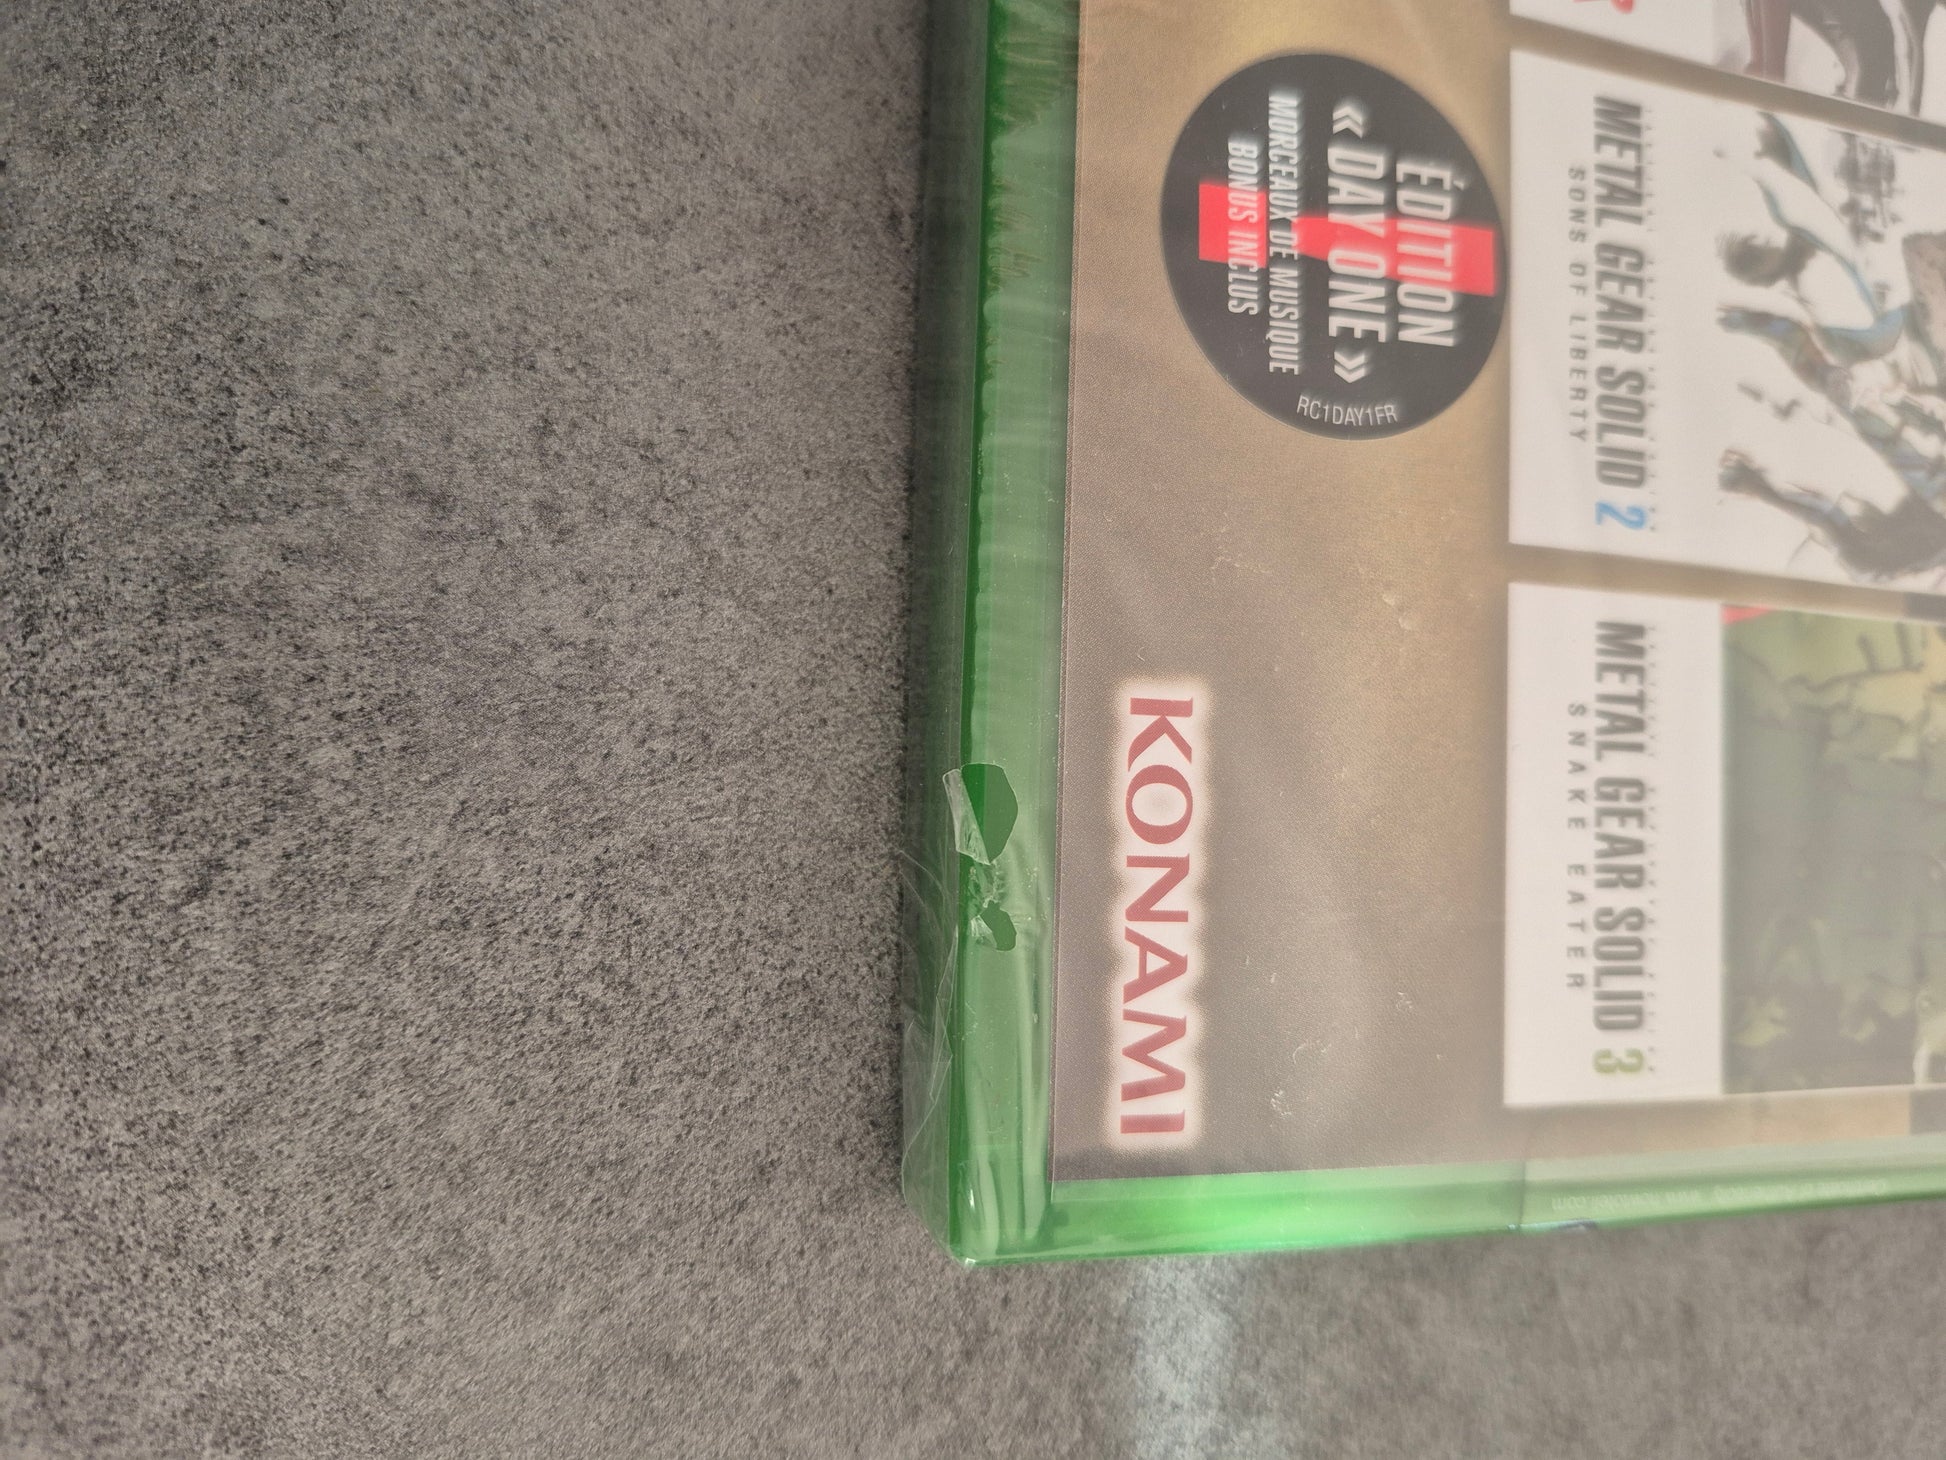 ÉDITION
« DAY ONE »
MORCEAUX DE MUSIQUE
BONUS INCLUS
RC1DAY1FR
METAL GEAR SOLID 2
SONS OF LIBERTY
METAL GEAR SOLID 3
SNAKE EATER
KONAMI